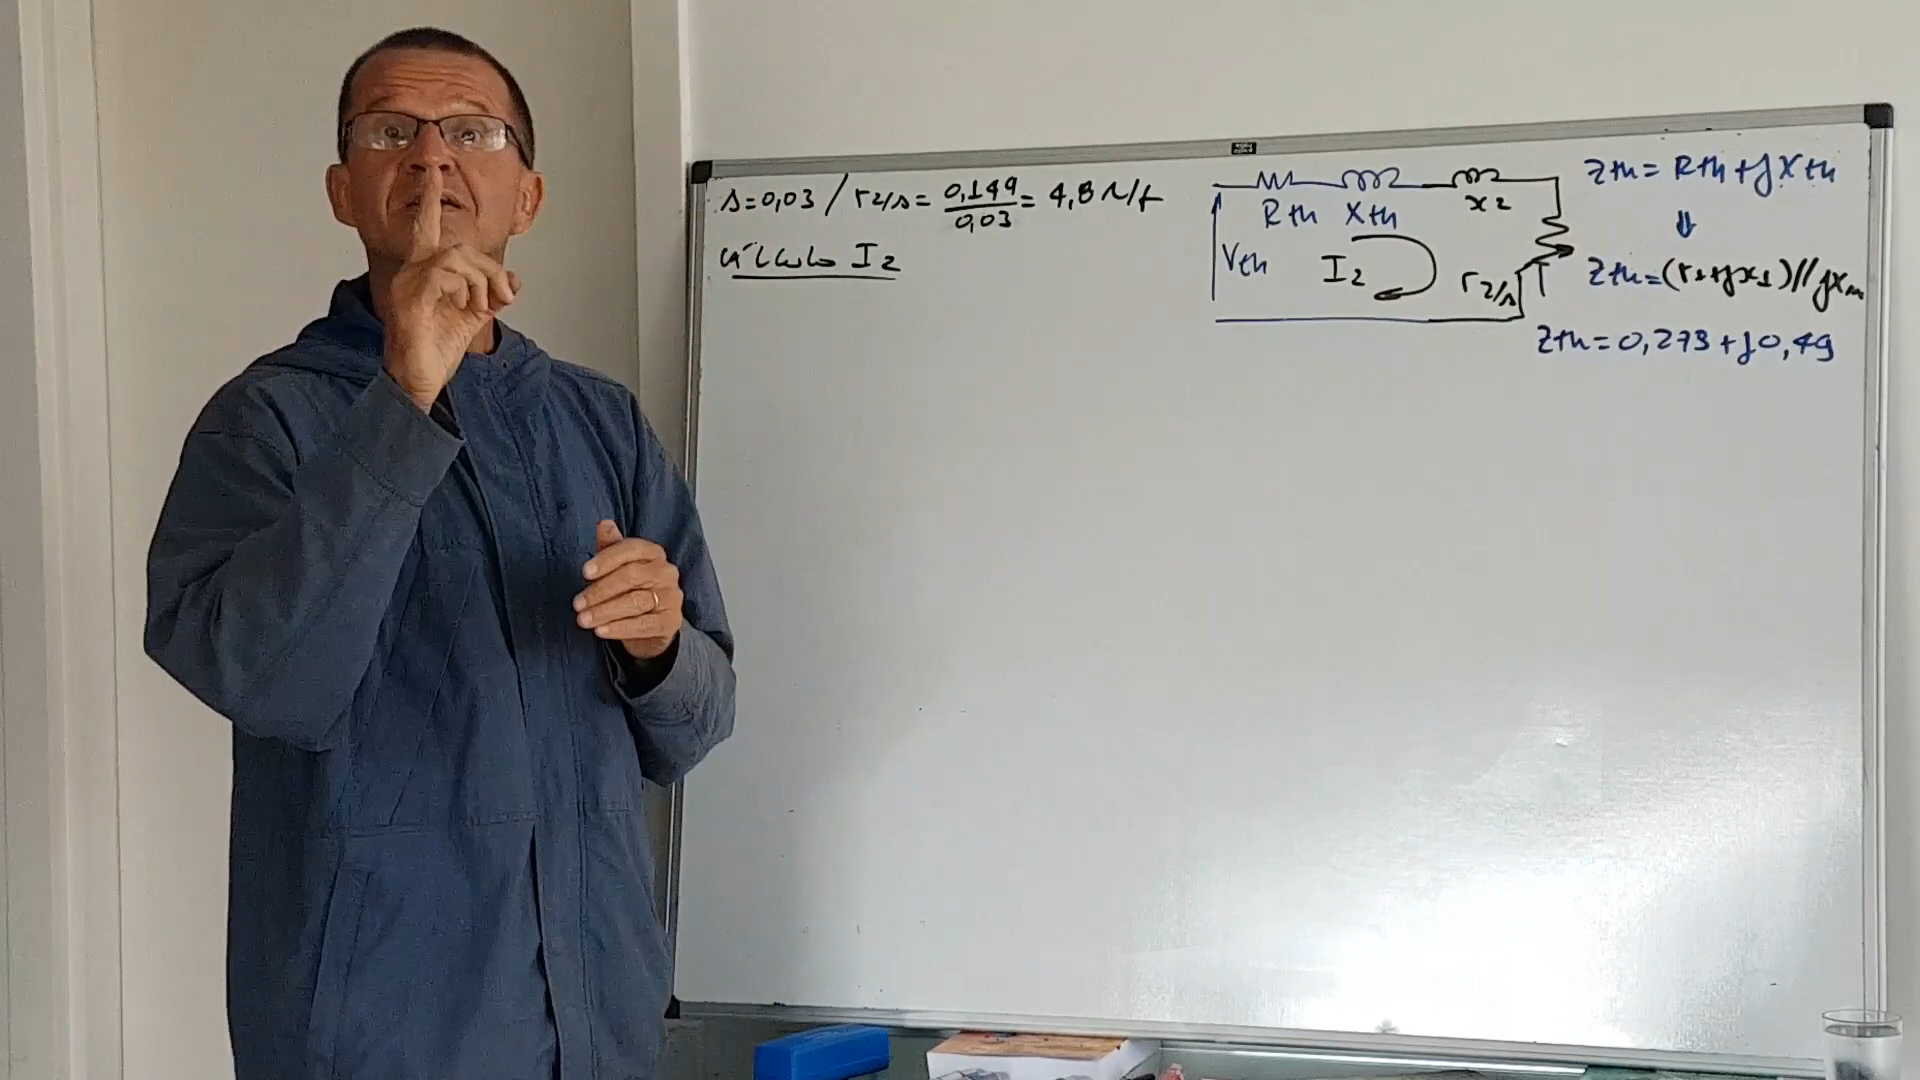 s=0,03 / r2/s = 0,144/0,03 = 4,8 Ω/f
Cálculo I2
Rth Xth x2
Vth I2 r2/s
Zth = Rth + jXth
⇓
Zth=(r1+jx1)//jxm
Zth=0,273+j0,49